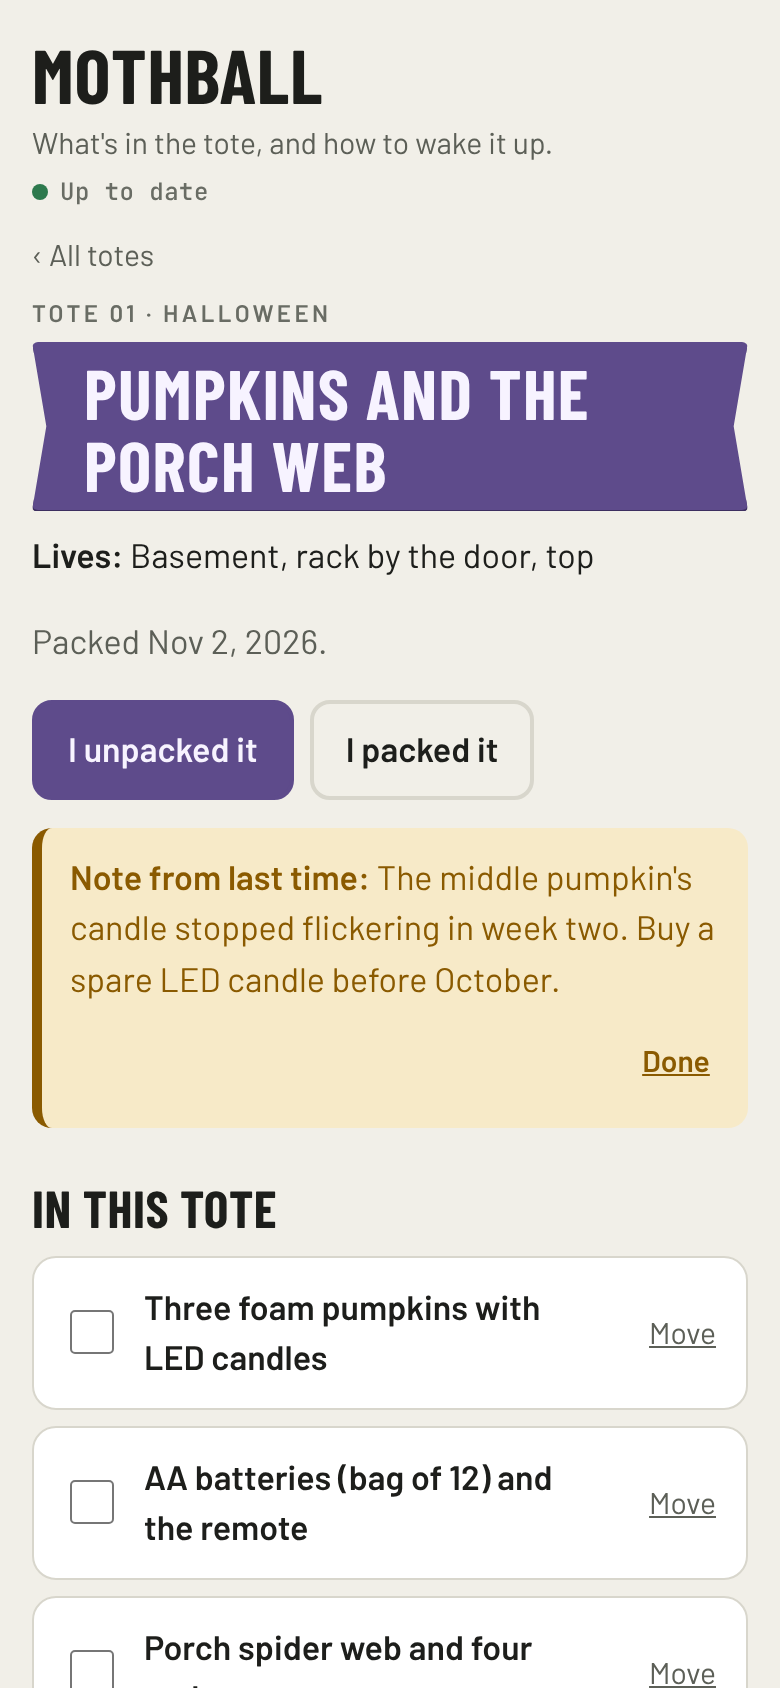 MOTHBALL
What's in the tote, and how to wake it up.
Up to date
‹ All totes
TOTE 01 · HALLOWEEN
PUMPKINS AND THE
PORCH WEB
Lives: Basement, rack by the door, top
Packed Nov 2, 2026.
I unpacked it
I packed it
Note from last time: The middle pumpkin's
candle stopped flickering in week two. Buy a
spare LED candle before October.
Done
IN THIS TOTE
Three foam pumpkins with
LED candles
Move
AA batteries (bag of 12) and
the remote
Move
Porch spider web and four
Move